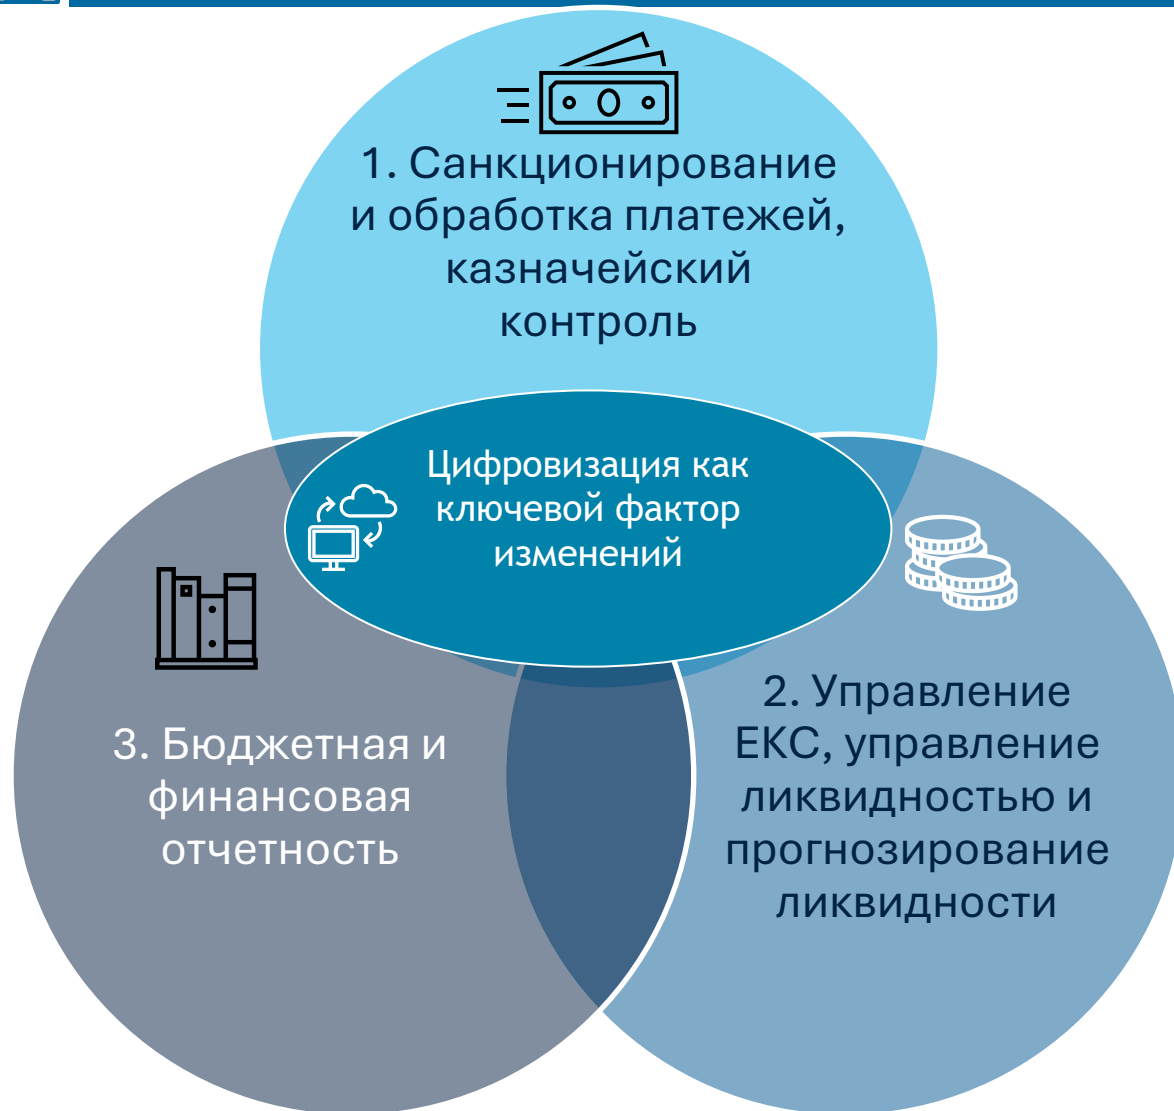 1. Санкционирование
и обработка платежей,
казначейский
контроль
Цифровизация как
ключевой фактор
изменений
2. Управление
ЕКС, управление
ликвидностью и
прогнозирование
ликвидности
3. Бюджетная и
финансовая
отчетность